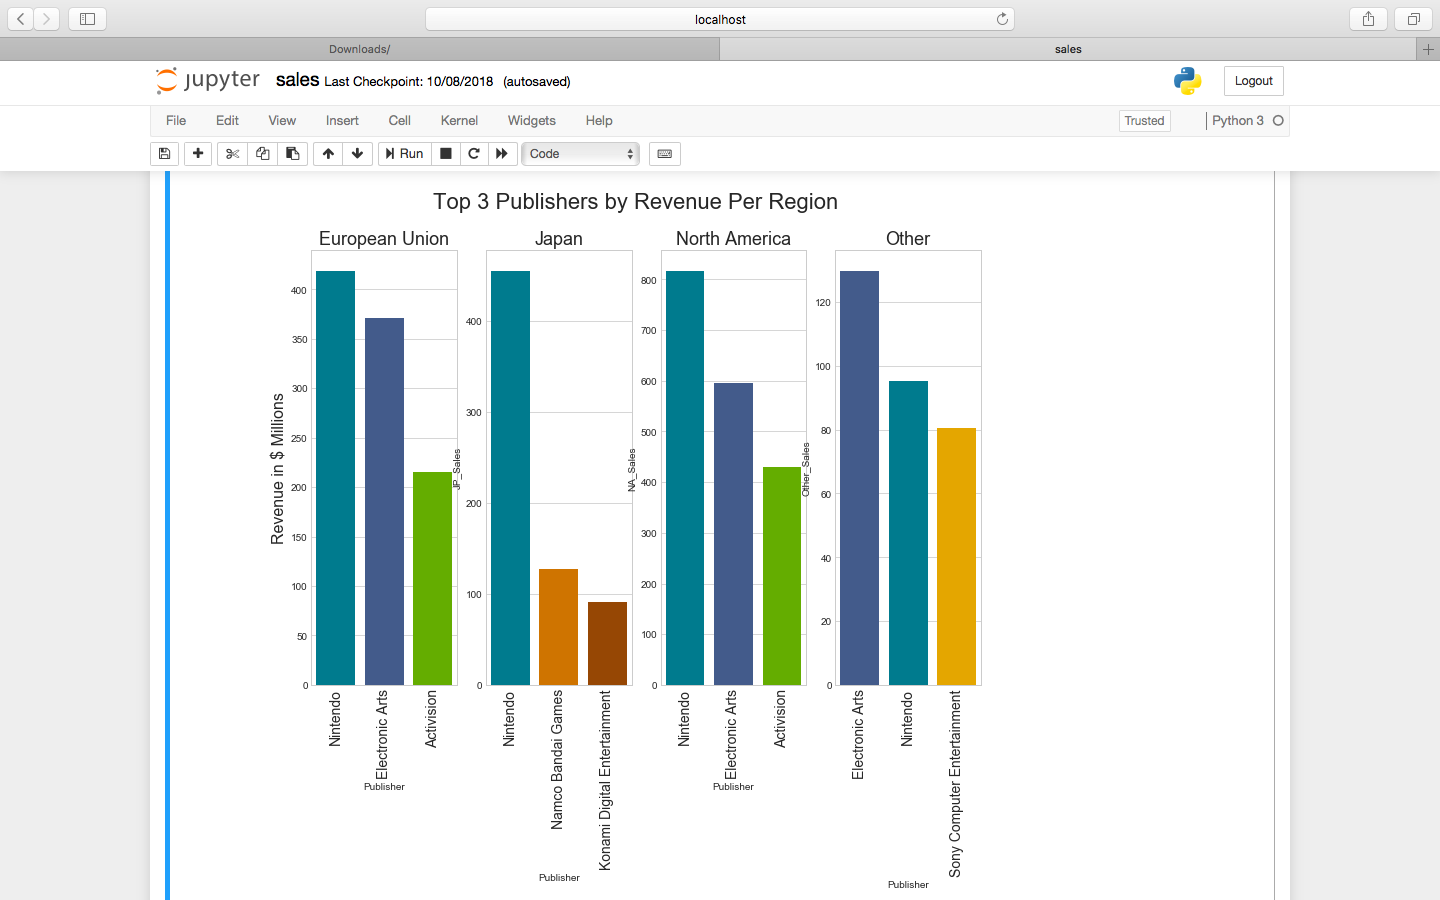 localhost
Downloads/
sales
jupyter sales Last Checkpoint: 10/08/2018 (autosaved)
Logout
File Edit View Insert Cell Kernel Widgets Help
Trusted
Python 3
Run
Code
Top 3 Publishers by Revenue Per Region
European Union
Revenue in $ Millions
400
350
300
250
200
150
100
50
0
Nintendo
Electronic Arts
Activision
Publisher
Japan
400
300
200
100
0
Nintendo
Namco Bandai Games
Konami Digital Entertainment
Publisher
North America
NA_Sales
800
700
600
500
400
300
200
100
0
Nintendo
Electronic Arts
Activision
Publisher
Other
Other_Sales
120
100
80
60
40
20
0
Electronic Arts
Nintendo
Sony Computer Entertainment
Publisher